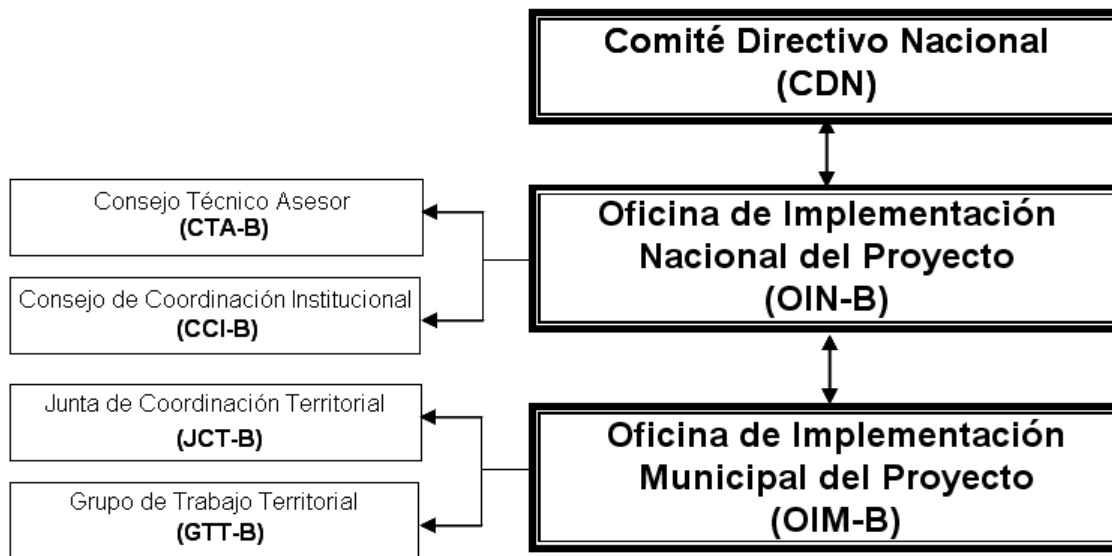 Comité Directivo Nacional
(CDN)
Consejo Técnico Asesor
(CTA-B)
Consejo de Coordinación Institucional
(CCI-B)
Oficina de Implementación
Nacional del Proyecto
(OIN-B)
Junta de Coordinación Territorial
(JCT-B)
Grupo de Trabajo Territorial
(GTT-B)
Oficina de Implementación
Municipal del Proyecto
(OIM-B)